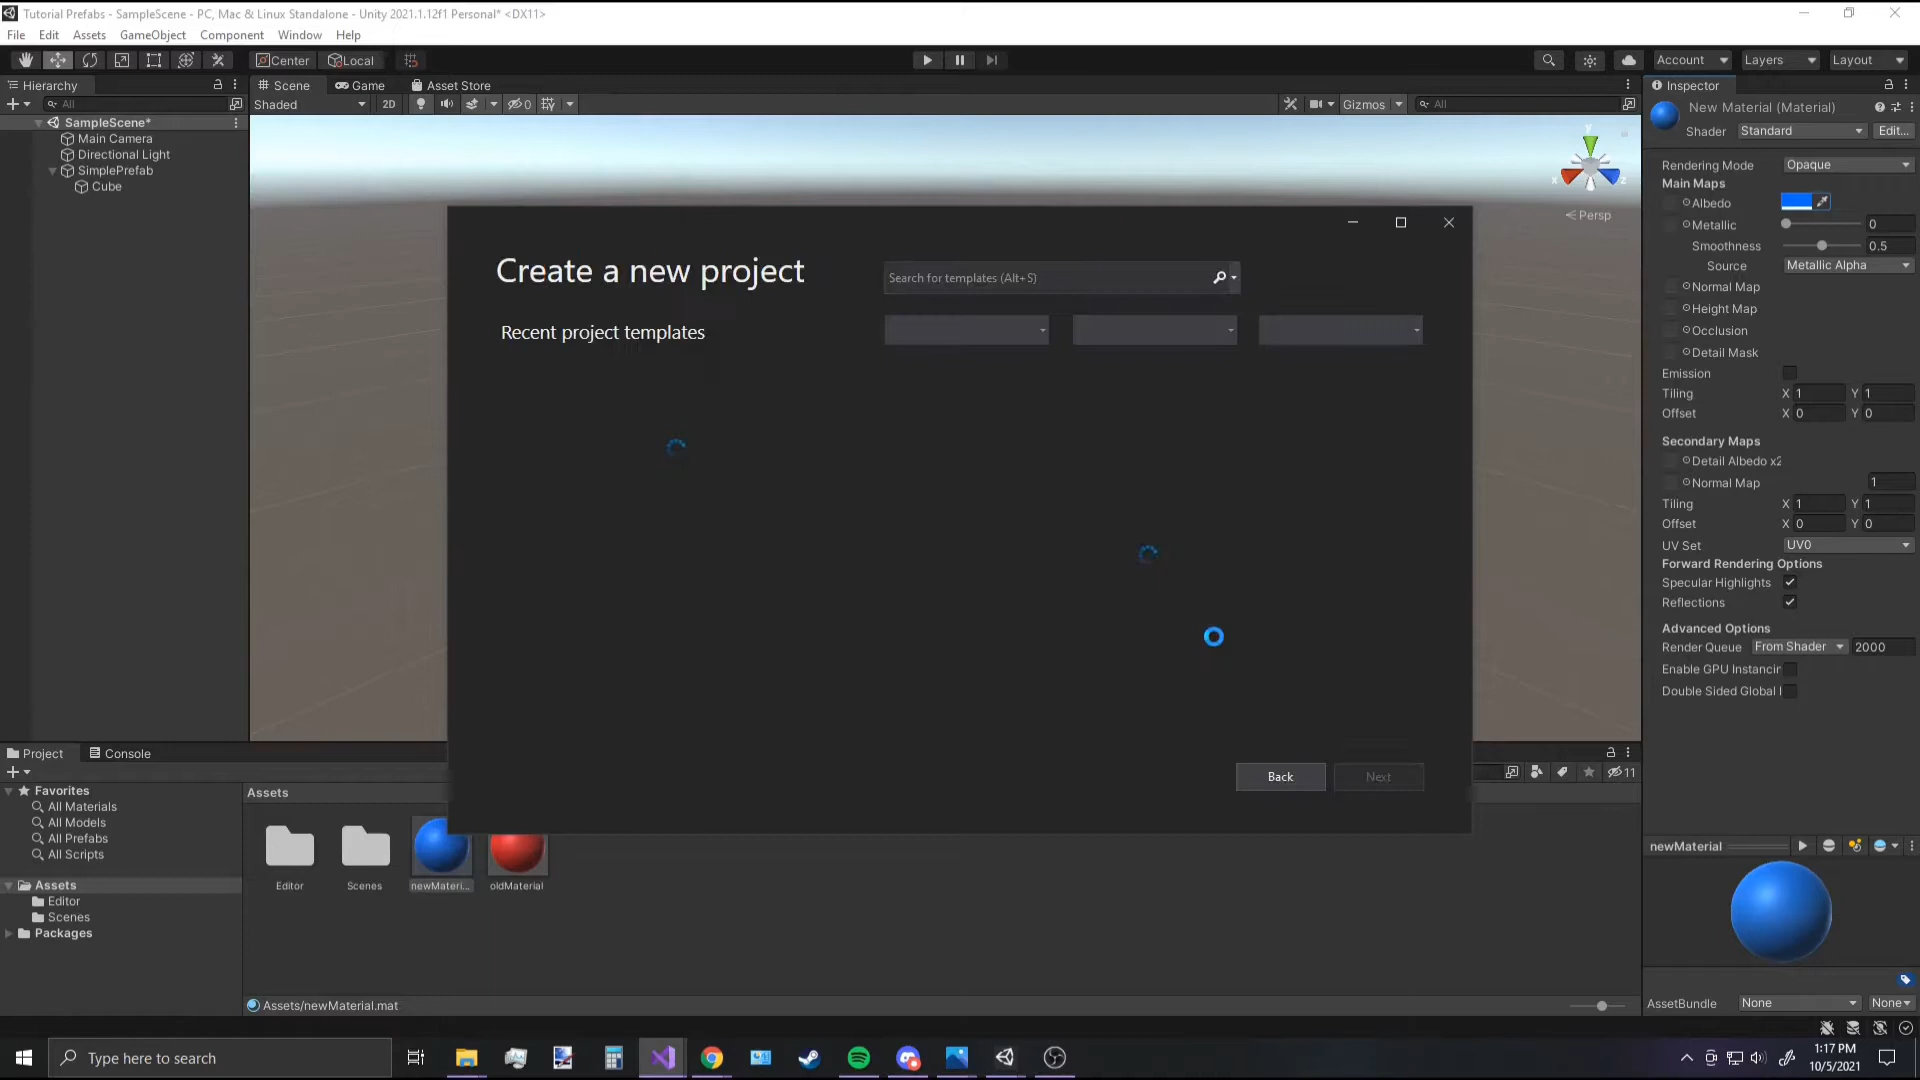 Tutorial Prefabs - SampleScene - PC, Mac & Linux Standalone - Unity 2021.1.12f1 Personal* <DX11>
File Edit Assets GameObject Component Window Help
Center Local Account Layers Layout
Hierarchy
All
SampleScene*
Main Camera
Directional Light
SimplePrefab
Cube
Scene Game Asset Store
Shaded 2D 0 Gizmos All
y
x z
Persp
Create a new project
Search for templates (Alt+S)
Recent project templates
Back Next
Inspector
New Material (Material)
Shader Standard Edit...
Rendering Mode Opaque
Main Maps
Albedo
Metallic 0
Smoothness 0.5
Source Metallic Alpha
Normal Map
Height Map
Occlusion
Detail Mask
Emission
Tiling X 1 Y 1
Offset X 0 Y 0
Secondary Maps
Detail Albedo x2
Normal Map 1
Tiling X 1 Y 1
Offset X 0 Y 0
UV Set UV0
Forward Rendering Options
Specular Highlights
Reflections
Advanced Options
Render Queue From Shader 2000
Enable GPU Instancin
Double Sided Global I
newMaterial
AssetBundle None None
Project Console
11
Favorites
All Materials
All Models
All Prefabs
All Scripts
Assets
Editor
Scenes
Packages
Assets
Editor Scenes newMateri... oldMaterial
Assets/newMaterial.mat
Type here to search
1:17 PM
10/5/2021